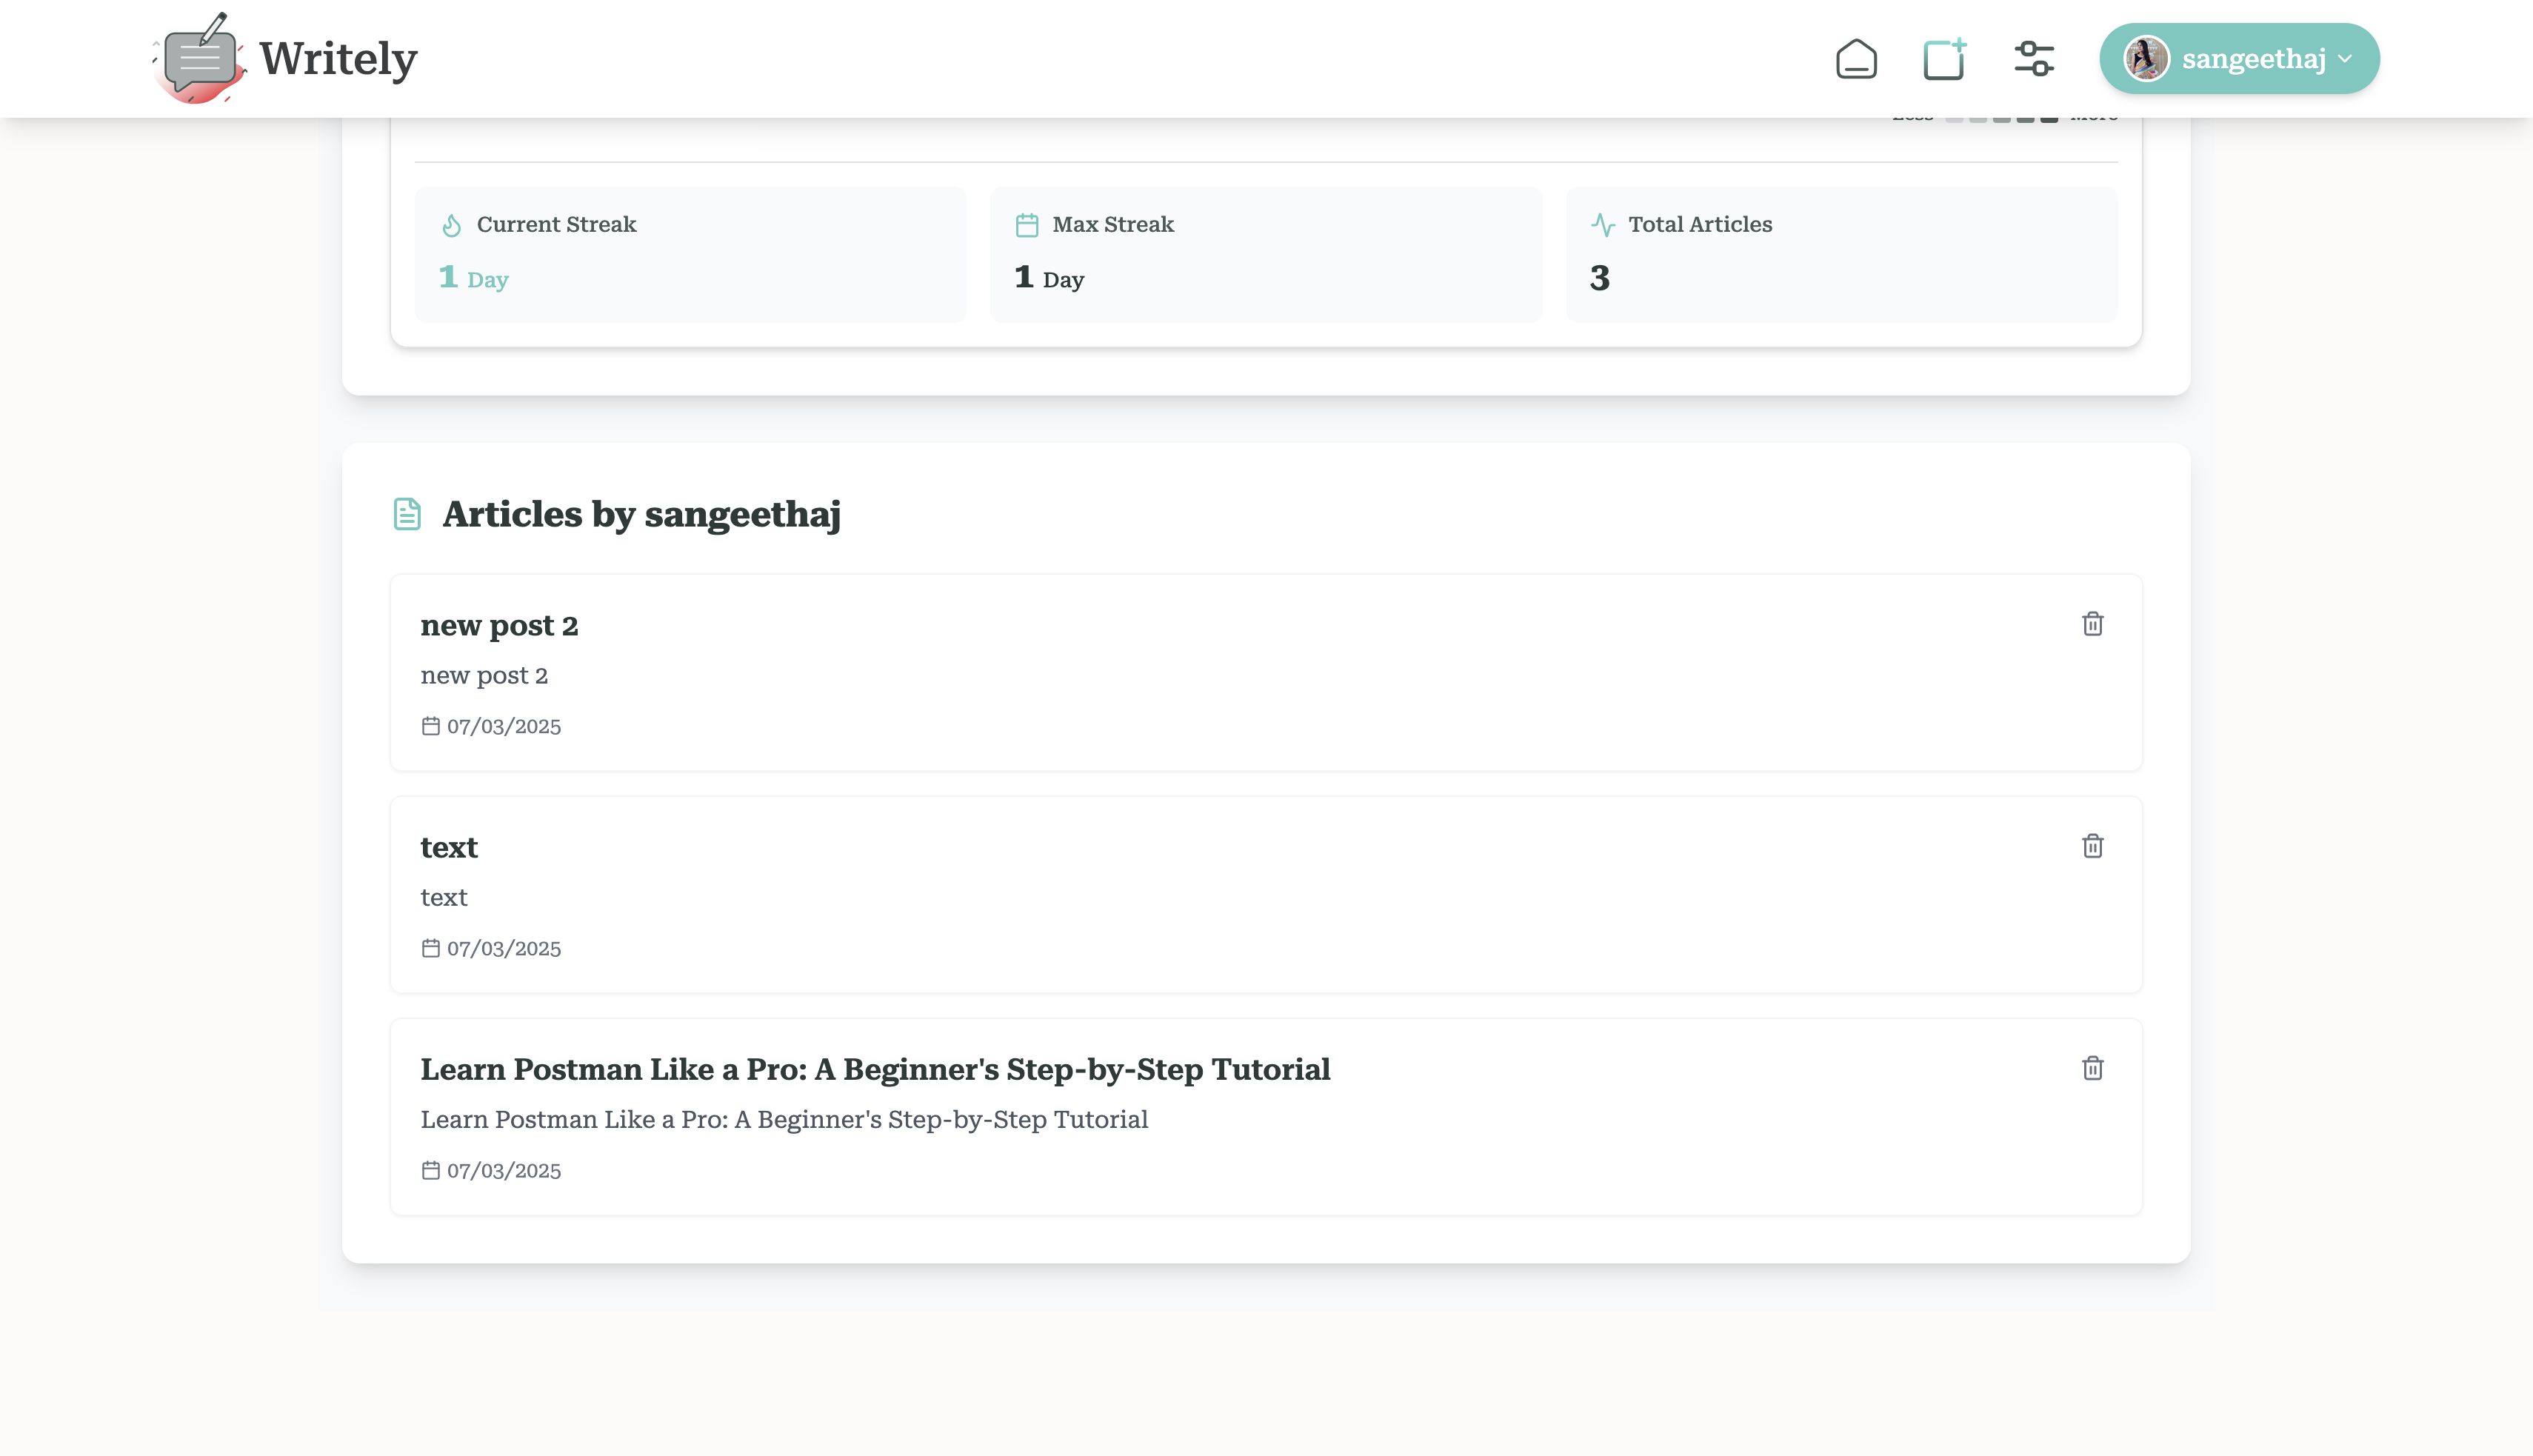 Writely
sangeethaj
Less More
Current Streak
1 Day
Max Streak
1 Day
Total Articles
3
Articles by sangeethaj
new post 2
new post 2
07/03/2025
text
text
07/03/2025
Learn Postman Like a Pro: A Beginner's Step-by-Step Tutorial
Learn Postman Like a Pro: A Beginner's Step-by-Step Tutorial
07/03/2025